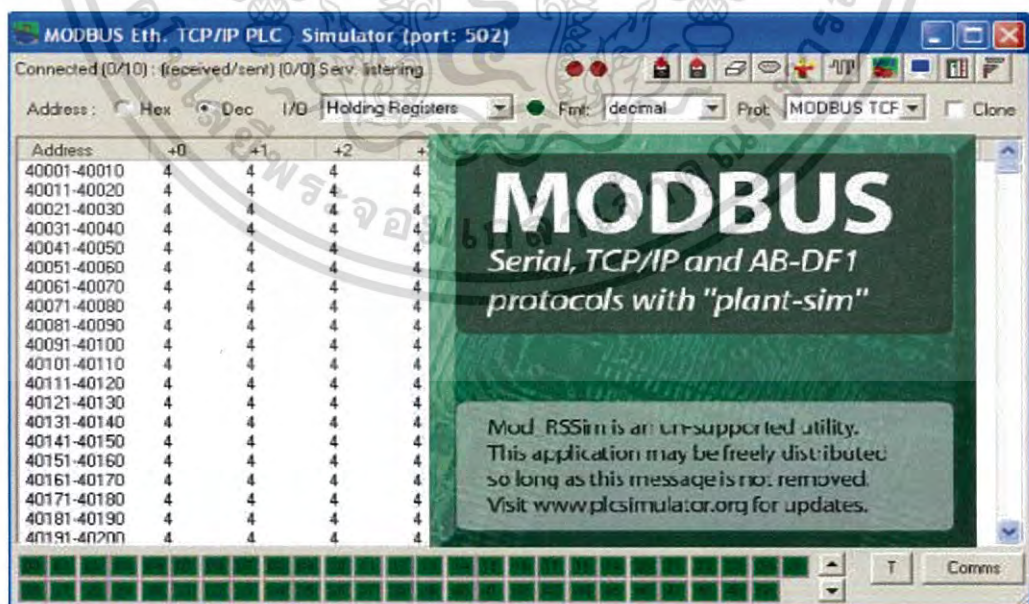 MODBUS Eth. TCP/IP PLC Simulator (port: 502)
Connected (0/10) : (received/sent) (0/0) Serv. listening
Address : Hex Dec I/O Holding Registers Fmt: decimal Prot: MODBUS TCP Clone
Address +0 +1 +2
40001-40010 4 4 4 4
40011-40020 4 4 4 4
40021-40030 4 4 4 4
40031-40040 4 4 4 4
40041-40050 4 4 4 4
40051-40060 4 4 4 4
40061-40070 4 4 4 4
40071-40080 4 4 4 4
40081-40090 4 4 4 4
40091-40100 4 4 4 4
40101-40110 4 4 4 4
40111-40120 4 4 4 4
40121-40130 4 4 4 4
40131-40140 4 4 4 4
40141-40150 4 4 4 4
40151-40160 4 4 4 4
40161-40170 4 4 4 4
40171-40180 4 4 4 4
40181-40190 4 4 4 4
40191-40200 4 4 4 4
MODBUS
Serial, TCP/IP and AB-DF1
protocols with "plant-sim"
Mod_RSSim is an un-supported utility.
This application may be freely distributed
so long as this message is not removed.
Visit www.plcsimulator.org for updates.
T Comms